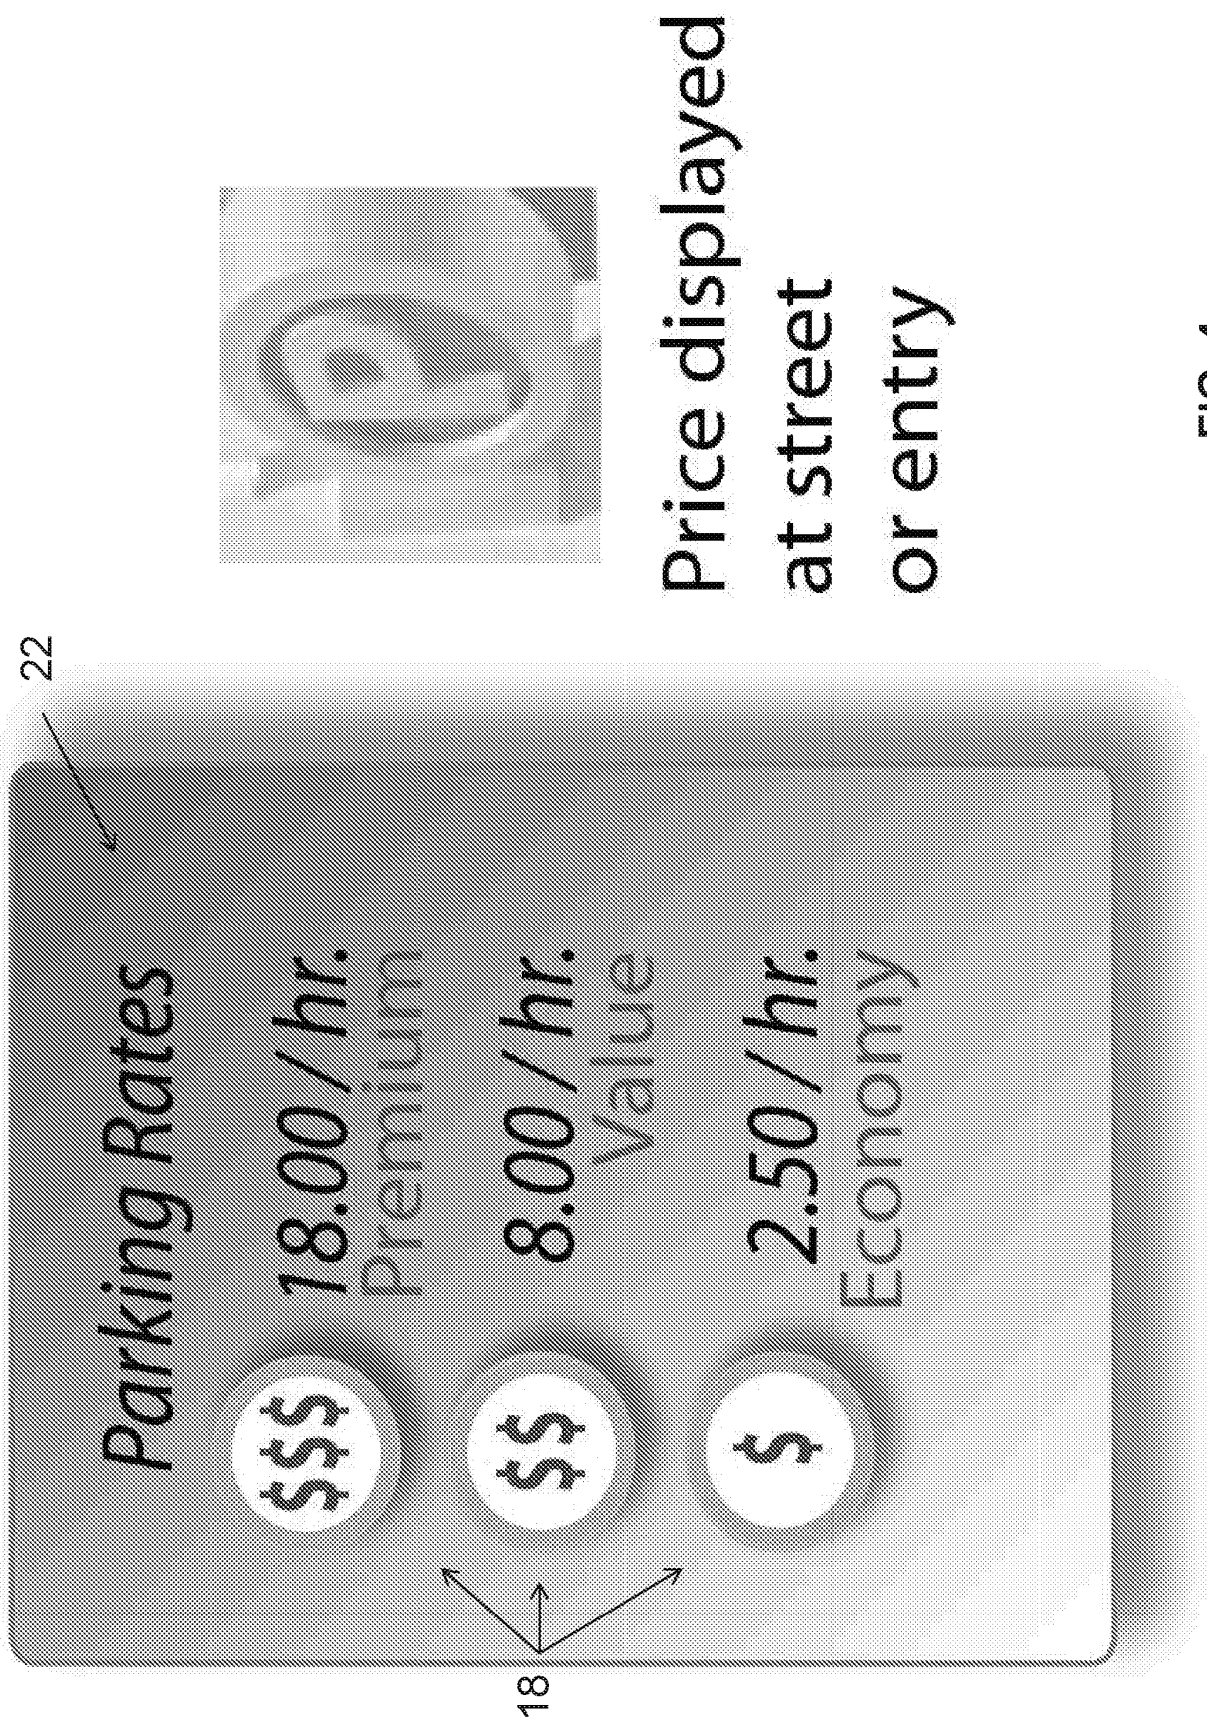 22
Parking Rates
$$$ 18.00 / hr.
Premium
$$ 8.00 / hr.
Value
$ 2.50 / hr.
Economy
18
P
Price displayed
at street
or entry